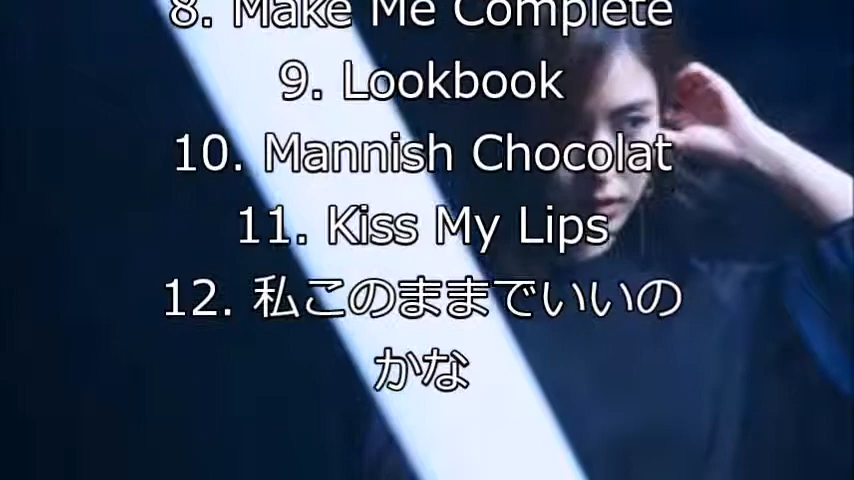 8. Make Me Complete
9. Lookbook
10. Mannish Chocolat
11. Kiss My Lips
12. 私このままでいいの
かな